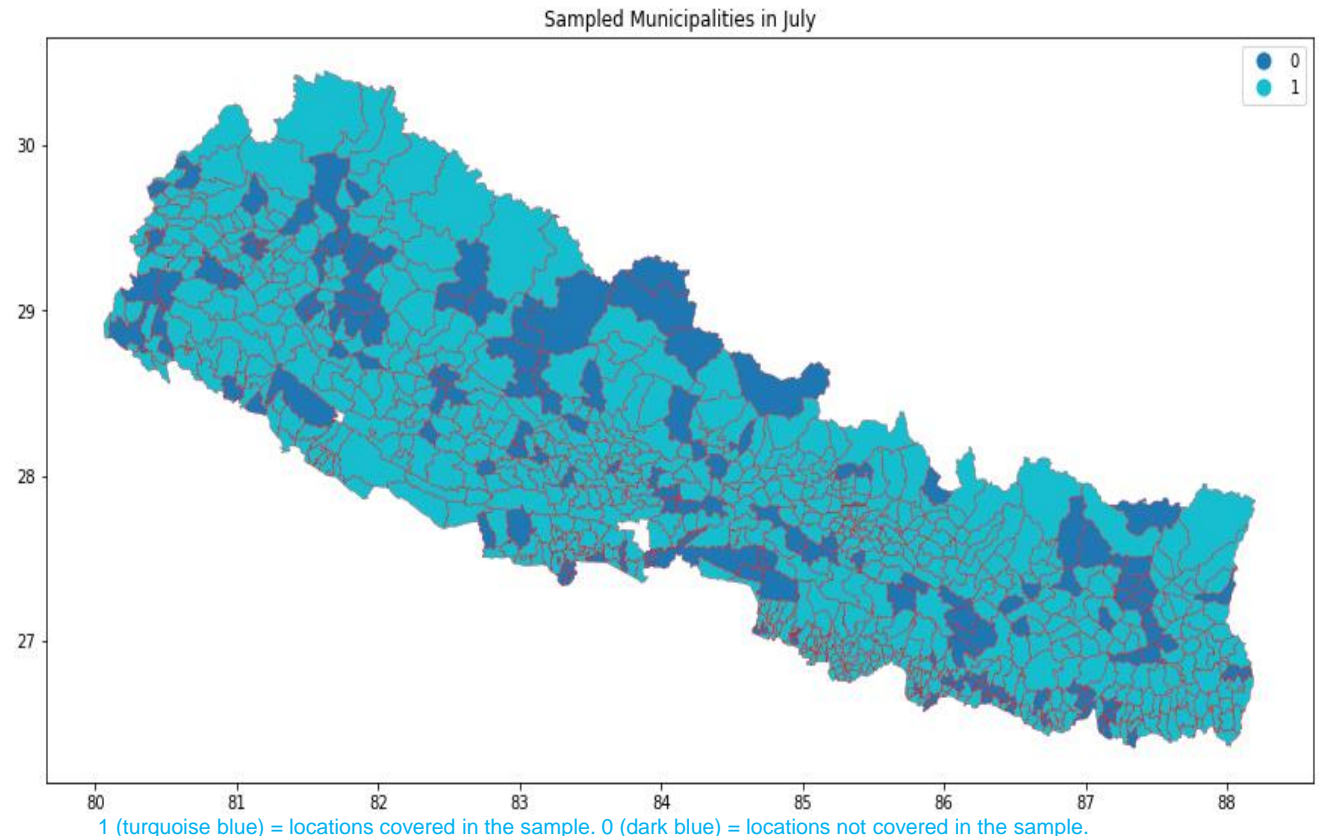 Sampled Municipalities in July
0
1
30
29
28
27
80 81 82 83 84 85 86 87 88
1 (turquoise blue) = locations covered in the sample. 0 (dark blue) = locations not covered in the sample.